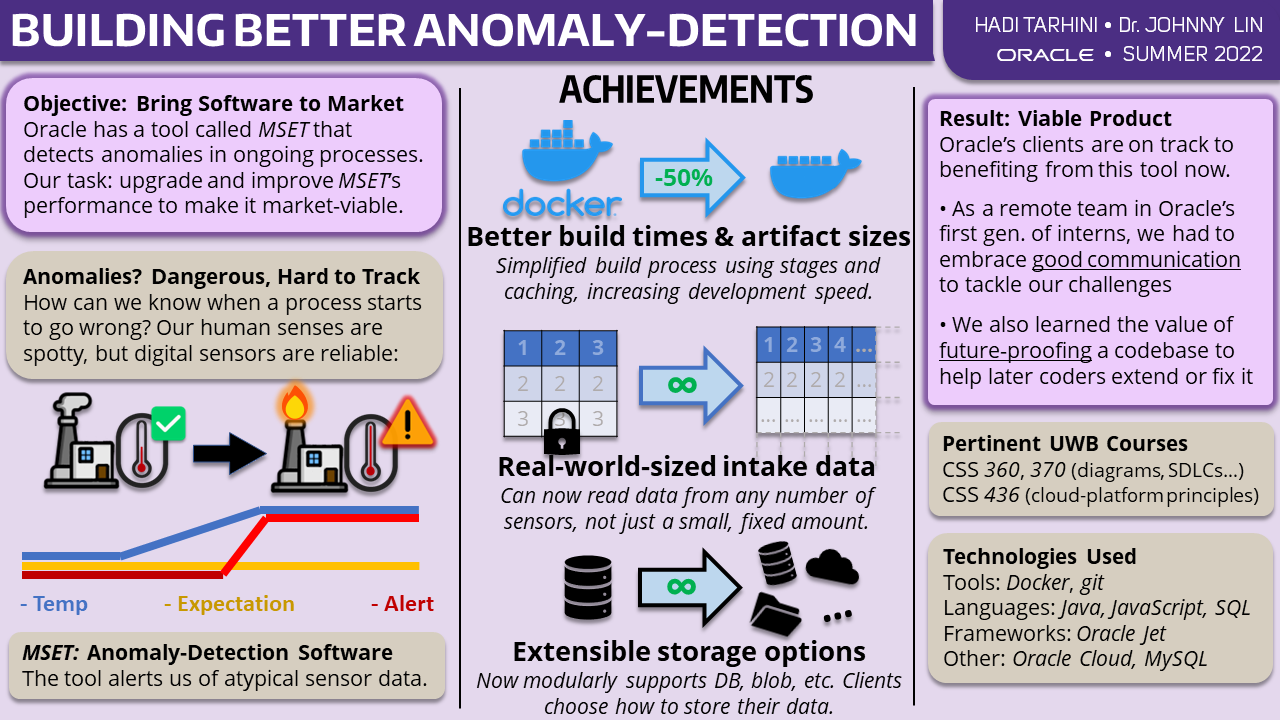 BUILDING BETTER ANOMALY-DETECTION
HADI TARHINI • Dr. JOHNNY LIN
ORACLE • SUMMER 2022
Objective: Bring Software to Market
Oracle has a tool called MSET that
detects anomalies in ongoing processes.
Our task: upgrade and improve MSET's
performance to make it market-viable.
Anomalies? Dangerous, Hard to Track
How can we know when a process starts
to go wrong? Our human senses are
spotty, but digital sensors are reliable:
- Temp - Expectation - Alert
MSET: Anomaly-Detection Software
The tool alerts us of atypical sensor data.
ACHIEVEMENTS
docker
-50%
Better build times & artifact sizes
Simplified build process using stages and
caching, increasing development speed.
1 2 3
2 2 2
3 3 3
∞
1 2 3 4 ...
2 2 2 2 ...
... ... ... ... ...
Real-world-sized intake data
Can now read data from any number of
sensors, not just a small, fixed amount.
∞
...
Extensible storage options
Now modularly supports DB, blob, etc. Clients
choose how to store their data.
Result: Viable Product
Oracle's clients are on track to
benefiting from this tool now.
• As a remote team in Oracle's
first gen. of interns, we had to
embrace good communication
to tackle our challenges
• We also learned the value of
future-proofing a codebase to
help later coders extend or fix it
Pertinent UWB Courses
CSS 360, 370 (diagrams, SDLCs...)
CSS 436 (cloud-platform principles)
Technologies Used
Tools: Docker, git
Languages: Java, JavaScript, SQL
Frameworks: Oracle Jet
Other: Oracle Cloud, MySQL